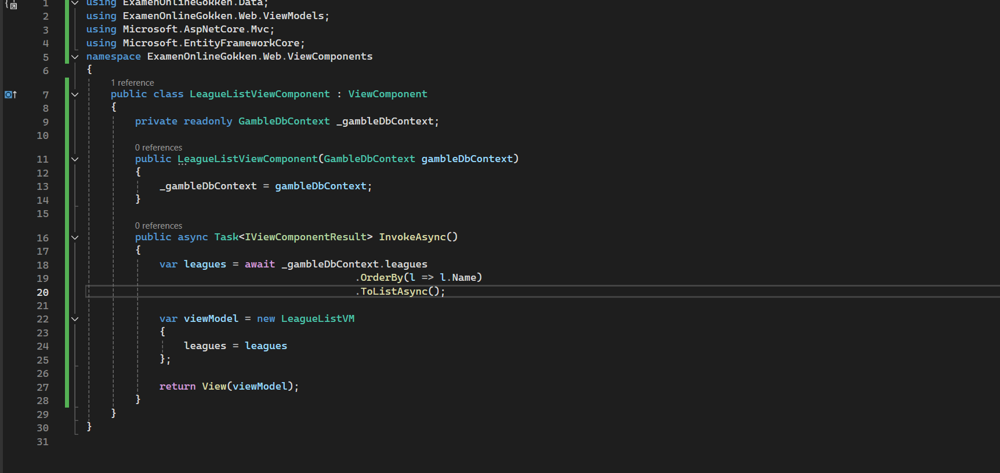 1 using ExamenOnlineGokken.Data;
2 using ExamenOnlineGokken.Web.ViewModels;
3 using Microsoft.AspNetCore.Mvc;
4 using Microsoft.EntityFrameworkCore;
5 namespace ExamenOnlineGokken.Web.ViewComponents
6 {
1 reference
7 public class LeagueListViewComponent : ViewComponent
8 {
9 private readonly GambleDbContext _gambleDbContext;
10
0 references
11 public LeagueListViewComponent(GambleDbContext gambleDbContext)
12 {
13 _gambleDbContext = gambleDbContext;
14 }
15
0 references
16 public async Task<IViewComponentResult> InvokeAsync()
17 {
18 var leagues = await _gambleDbContext.leagues
19 .OrderBy(l => l.Name)
20 .ToListAsync();
21
22 var viewModel = new LeagueListVM
23 {
24 leagues = leagues
25 };
26
27 return View(viewModel);
28 }
29 }
30 }
31